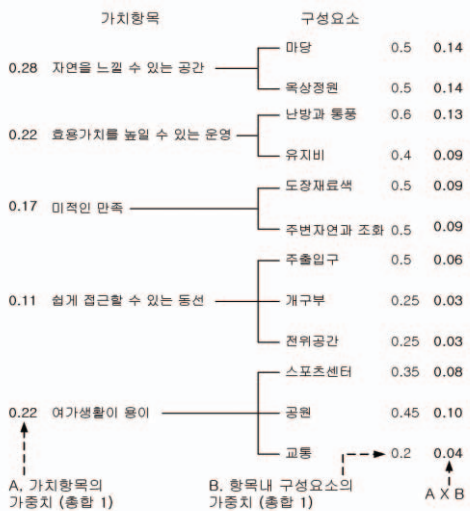 가치항목 구성요소
마당 0.5 0.14
0.28 자연을 느낄 수 있는 공간
옥상정원 0.5 0.14
난방과 통풍 0.6 0.13
0.22 효용가치를 높일 수 있는 운영
유지비 0.4 0.09
도장재료색 0.5 0.09
0.17 미적인 만족
주변자연과 조화 0.5 0.09
주출입구 0.5 0.06
0.11 쉽게 접근할 수 있는 동선 개구부 0.25 0.03
전위공간 0.25 0.03
스포츠센터 0.35 0.08
0.22 여가생활이 용이 공원 0.45 0.10
교통 0.2 0.04
A. 가치항목의
가중치 (총합 1)
B. 항목내 구성요소의
가중치 (총합 1)
A X B